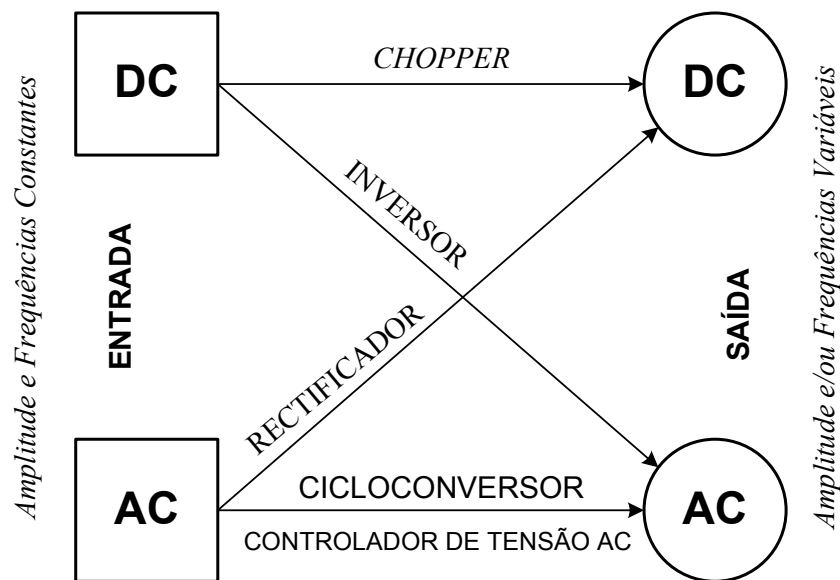 DC
CHOPPER
DC
Amplitude e Frequências Constantes
INVERSOR
ENTRADA
SAÍDA
Amplitude e/ou Frequências Variáveis
RECTIFICADOR
AC
CICLOCONVERSOR
CONTROLADOR DE TENSÃO AC
AC